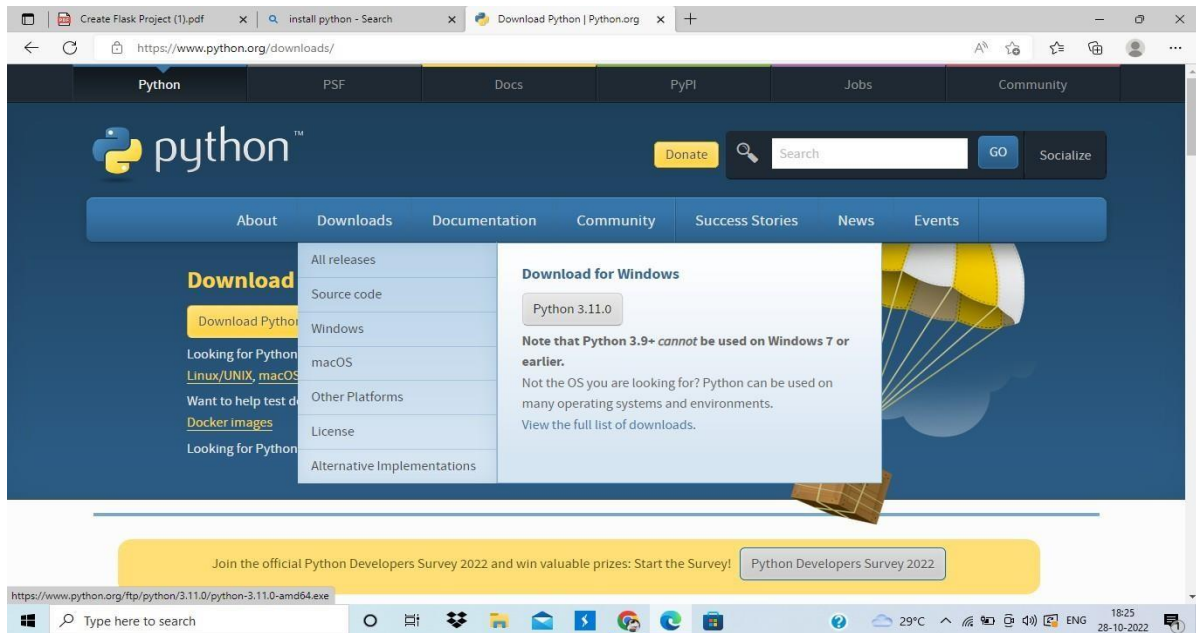 Create Flask Project (1).pdf
install python - Search
Download Python | Python.org
https://www.python.org/downloads/
Python
PSF
Docs
PyPI
Jobs
Community
python™
Donate
Search
GO
Socialize
About
Downloads
Documentation
Community
Success Stories
News
Events
Download
Download Pytho
Looking for Python
Linux/UNIX, macOS
Want to help test d
Docker images
Looking for Python
All releases
Source code
Windows
macOS
Other Platforms
License
Alternative Implementations
Download for Windows
Python 3.11.0
Note that Python 3.9+ cannot be used on Windows 7 or
earlier.
Not the OS you are looking for? Python can be used on
many operating systems and environments.
View the full list of downloads.
Join the official Python Developers Survey 2022 and win valuable prizes: Start the Survey!
Python Developers Survey 2022
https://www.python.org/ftp/python/3.11.0/python-3.11.0-amd64.exe
Type here to search
29°C
ENG
18:25
28-10-2022